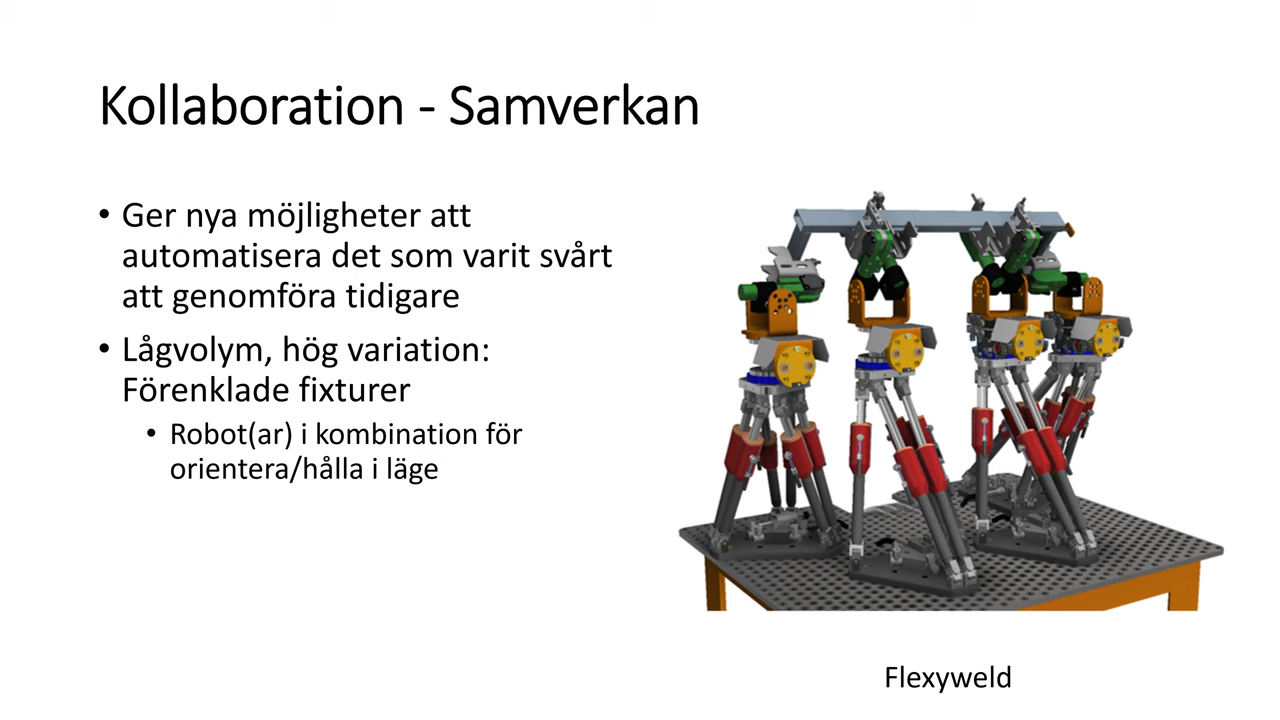 Kollaboration - Samverkan
• Ger nya möjligheter att
automatisera det som varit svårt
att genomföra tidigare
• Lågvolym, hög variation:
Förenklade fixturer
• Robot(ar) i kombination för
orientera/hålla i läge
Flexyweld